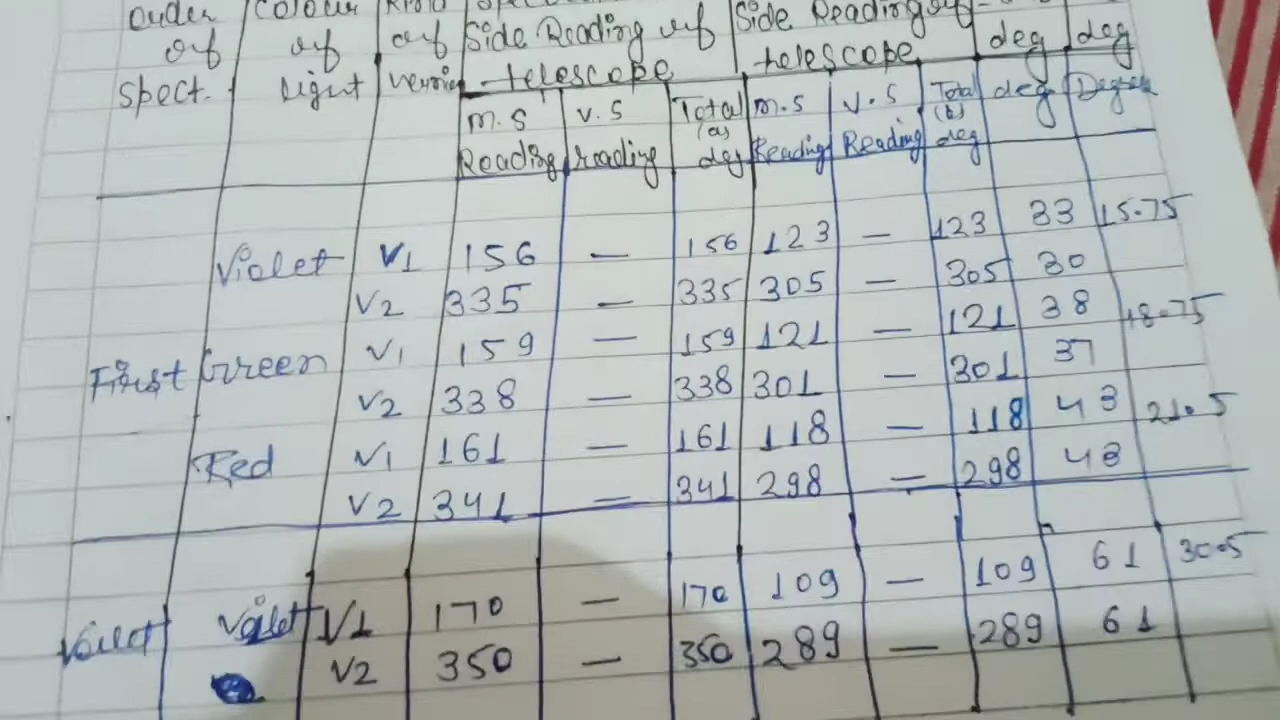 order Colour
of of of Side Reading of Side Reading of deg deg
spect. Light vernier telescope telescope
m.s v.s Total m.s v.s Total deg Degree
(a) (b)
Reading reading deg Reading Reading deg
Violet V1 156 — 156 123 — 123 33 15.75
V2 335 — 335 305 — 305 30
First Green V1 159 — 159 121 — 121 38 18.75
V2 338 — 338 301 — 301 37
Red V1 161 — 161 118 — 118 43 21.5
V2 341 — 341 298 — 298 43
Violet V1 170 — 170 109 — 109 61 30.5
V2 350 — 350 289 — 289 61